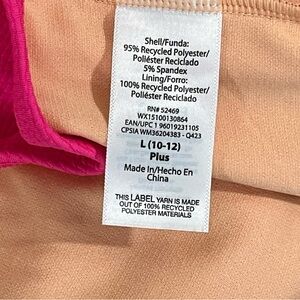 Shell/Funda:
95% Recycled Polyester/
Poliéster Reciclado
5% Spandex
Lining/Forro:
100% Recycled Polyester/
Poliéster Reciclado
RN# 52469
WX15100130864
EAN/UPC 1 96019231105
CPSIA WM36204383 - Q423
L (10-12)
Plus
Made In/Hecho En
China
THIS LABEL YARN IS MADE
OUT OF 100% RECYCLED
POLYESTER MATERIALS